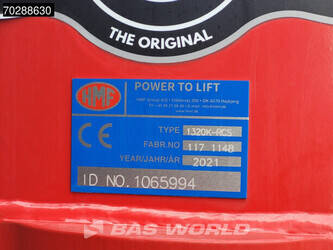 70288630
THE ORIGINAL
HMF
POWER TO LIFT
CE
TYPE 1320K-RCS
FABR.NO 117 1148
YEAR/JAHR/ÅR 2021
ID NO. 1065994
BAS WORLD